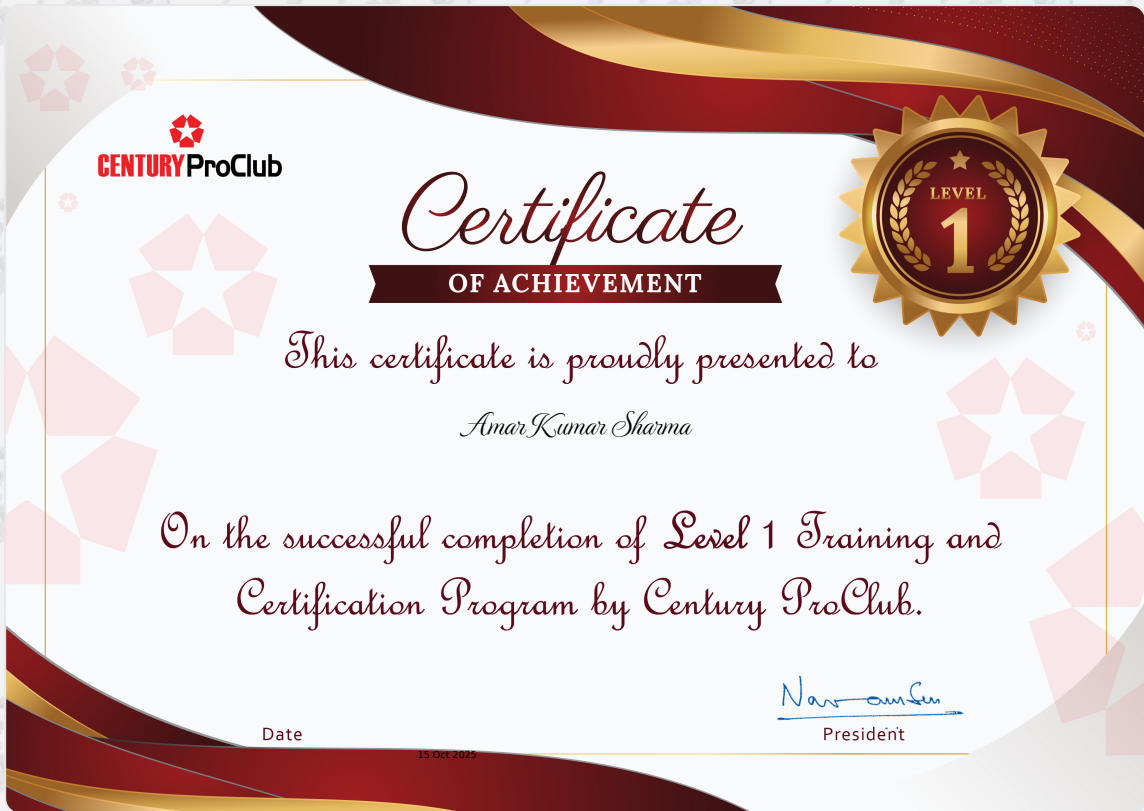 CENTURY ProClub
LEVEL
1
Certificate
OF ACHIEVEMENT
This certificate is proudly presented to
Amar Kumar Sharma
On the successful completion of Level 1 Training and
Certification Program by Century ProClub.
Date
President
15 Oct 2025